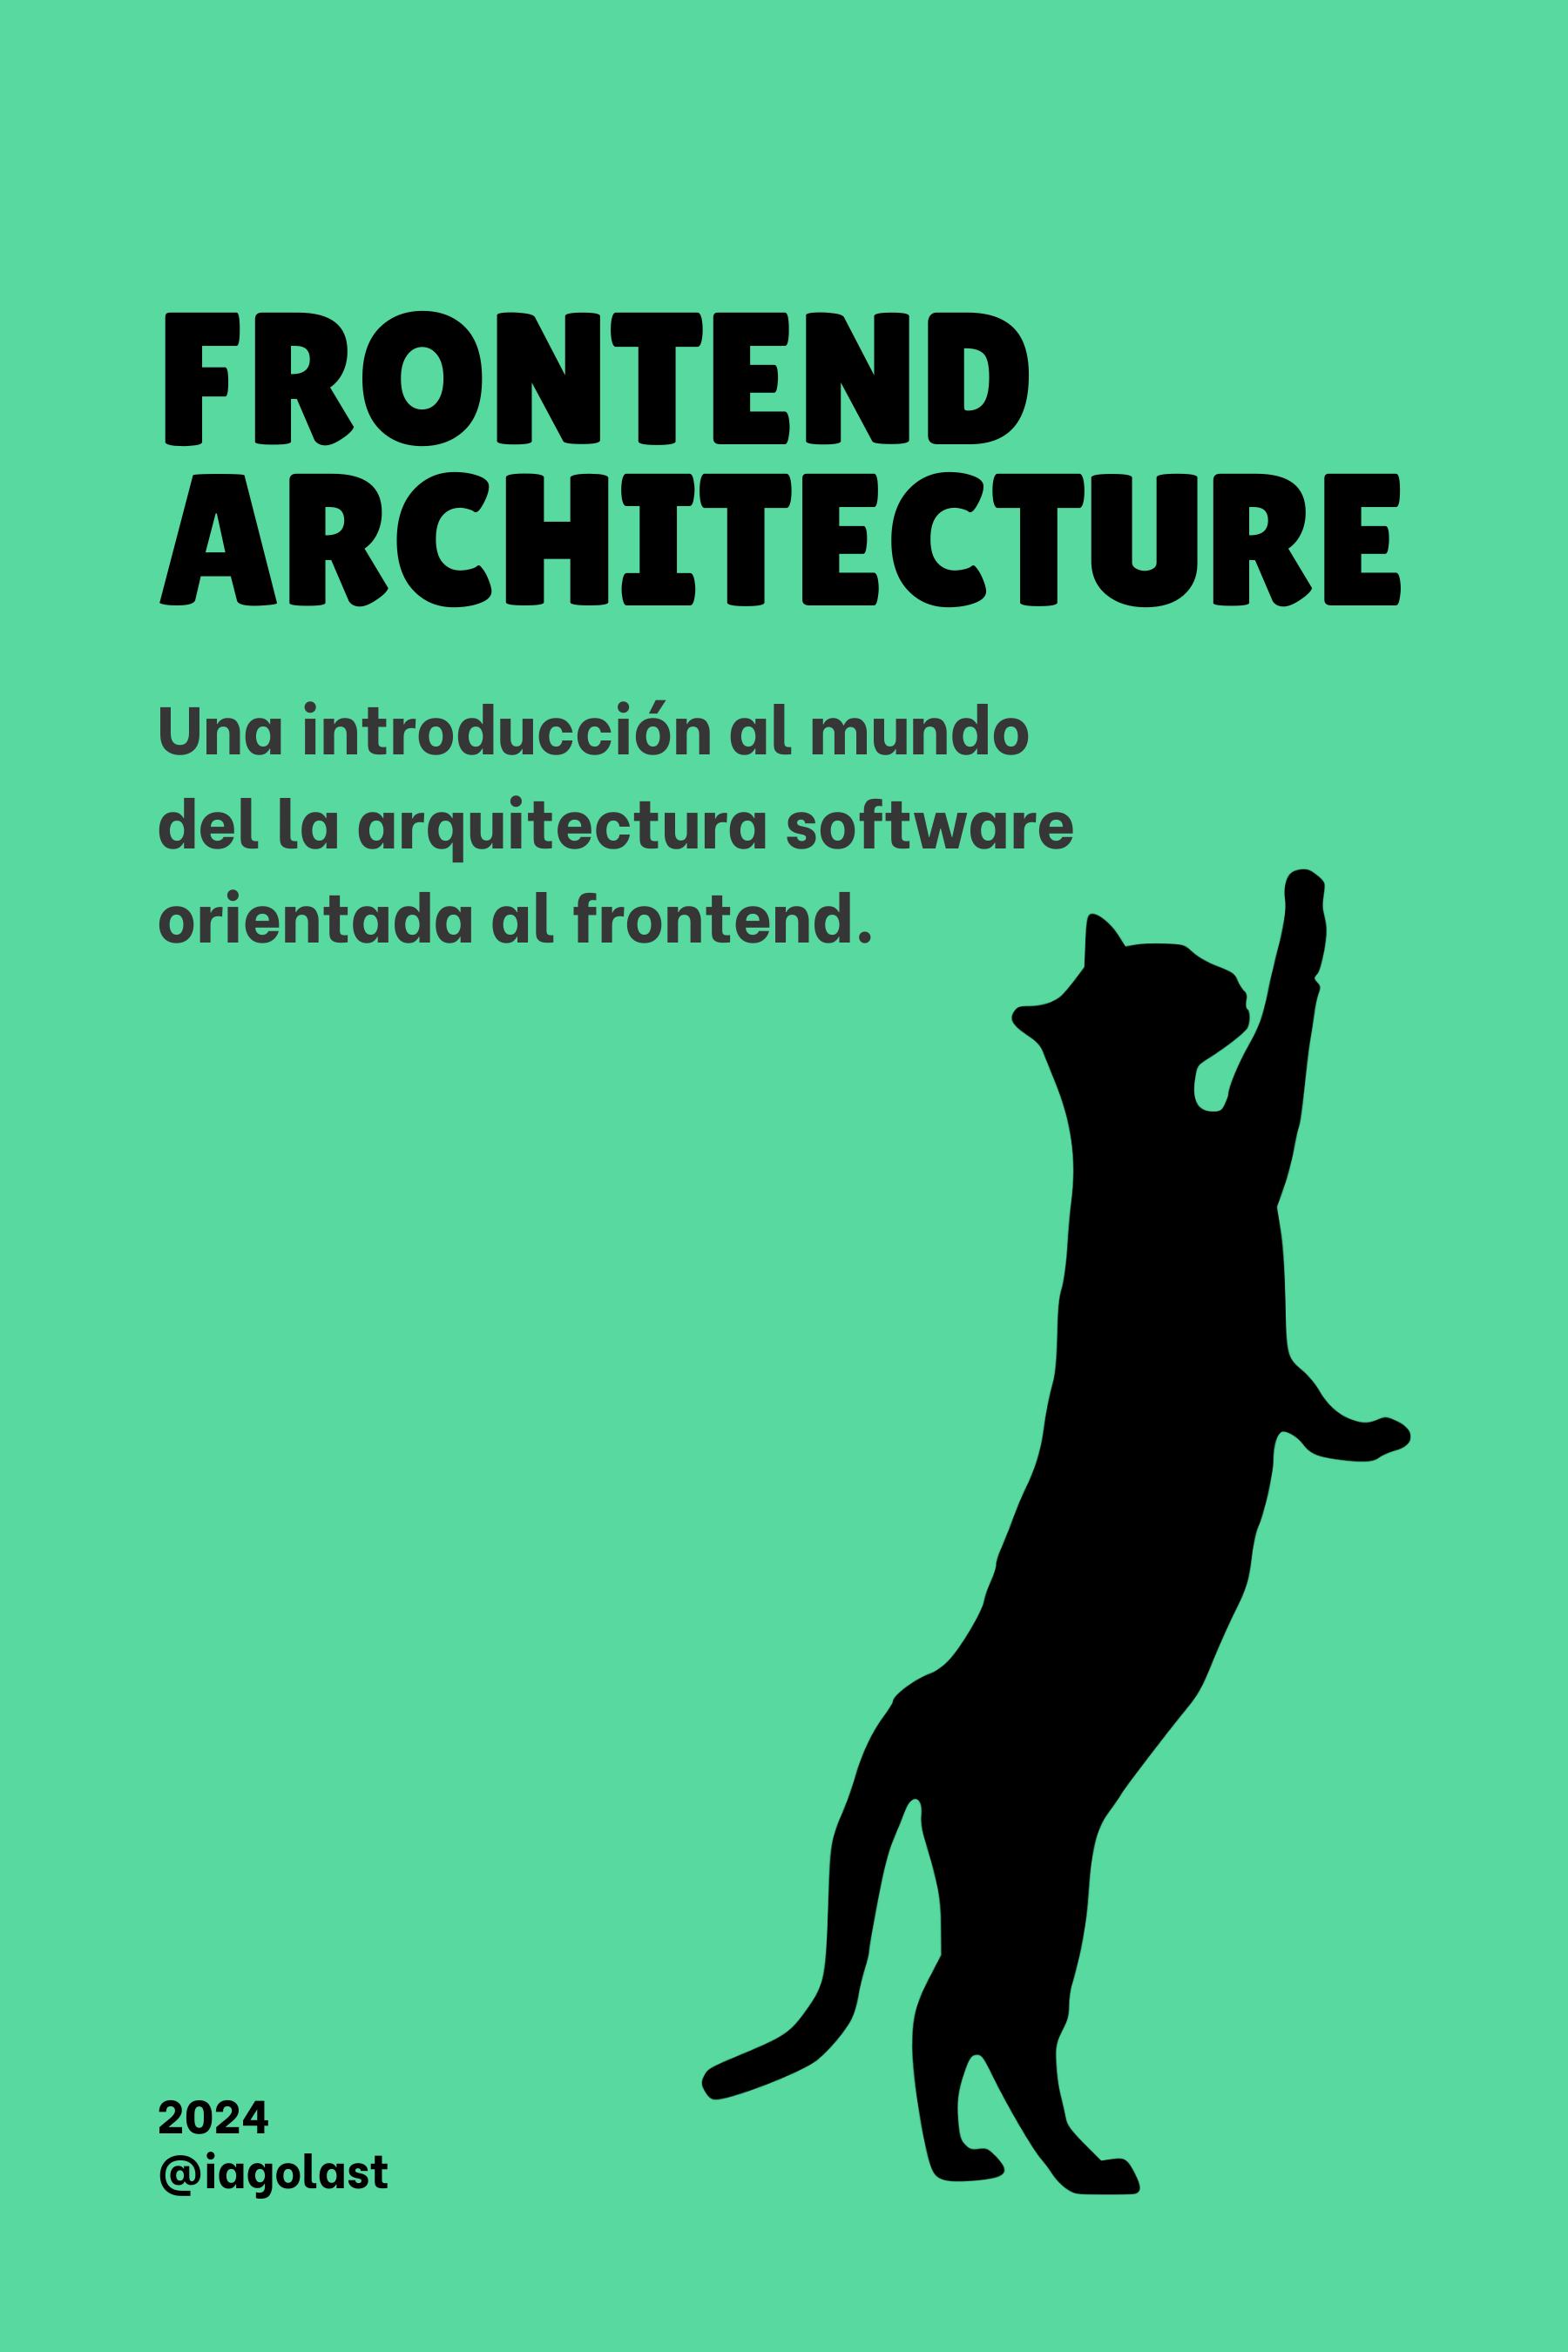 FRONTEND
ARCHITECTURE
Una introducción al mundo
del la arquitectura software
orientada al frontend.
2024
@iagolast